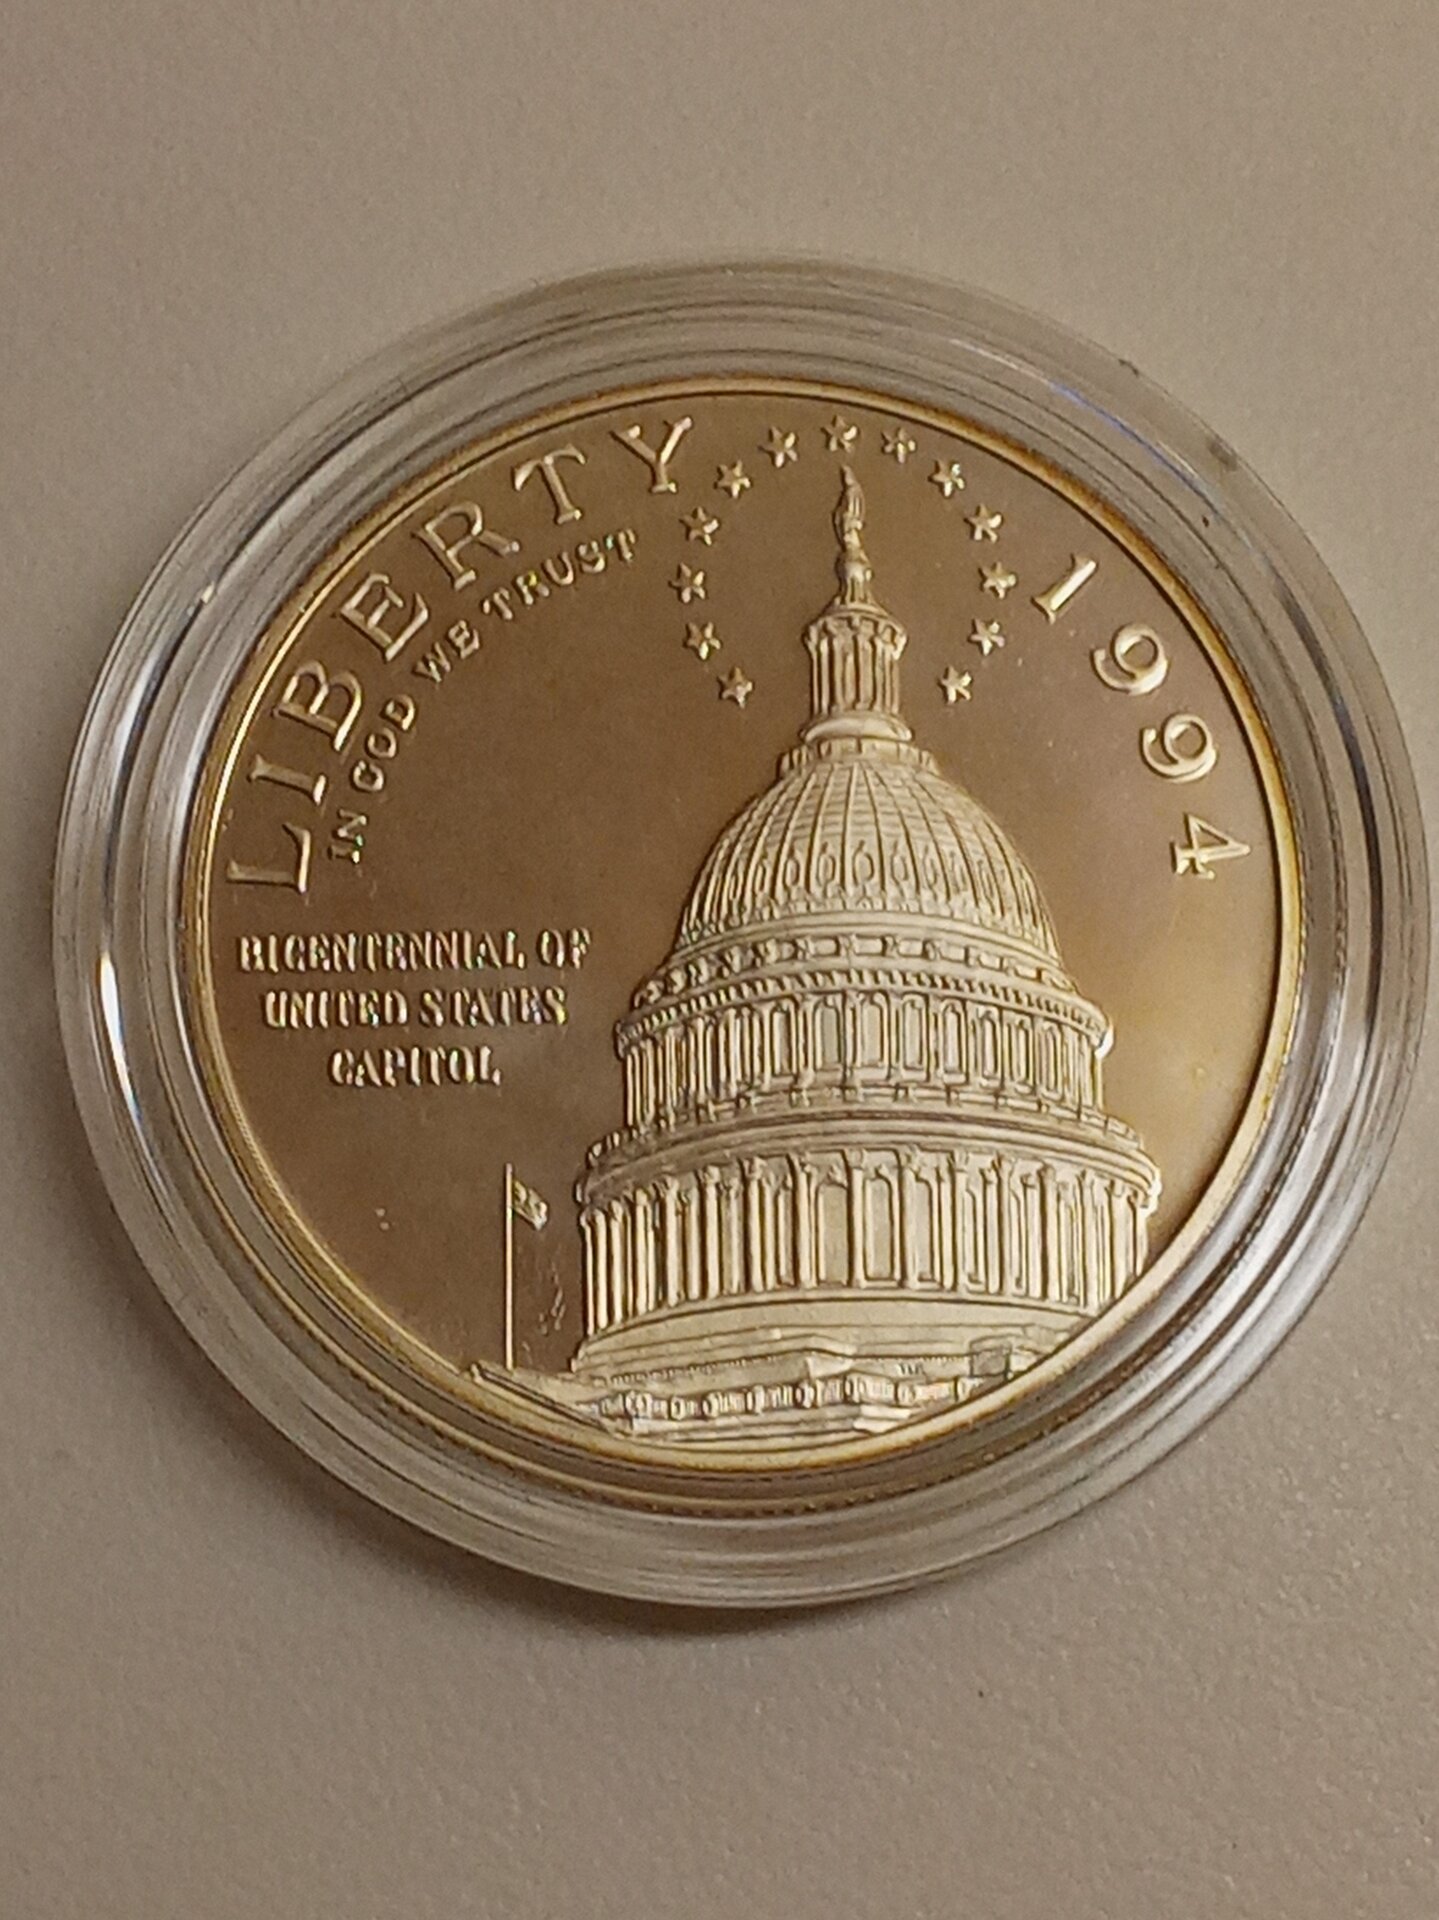 LIBERTY
IN GOD WE TRUST
1994
BICENTENNIAL OF
UNITED STATES
CAPITOL